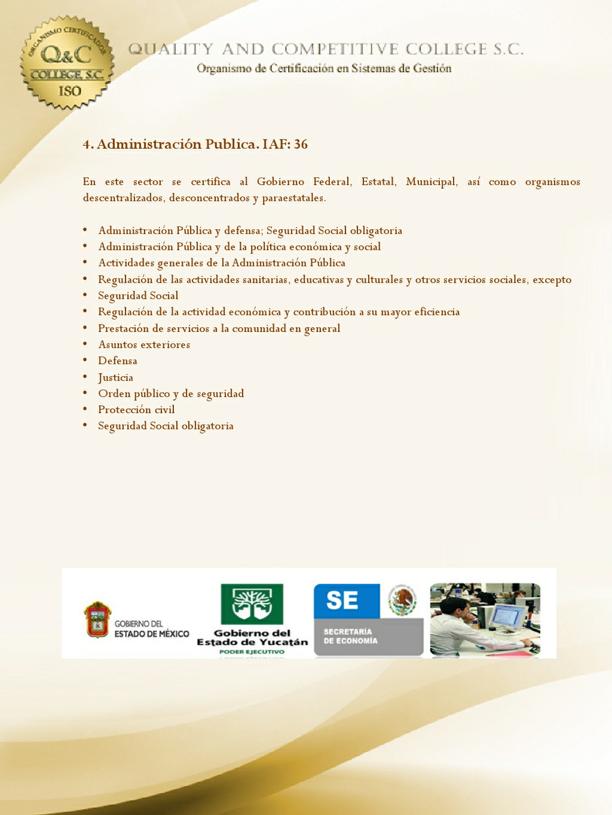 ORGANISMO CERTIFICADOR
Q&C
COLLEGE, S.C.
ISO
QUALITY AND COMPETITIVE COLLEGE S.C.
Organismo de Certificación en Sistemas de Gestión
4. Administración Publica. IAF: 36
En este sector se certifica al Gobierno Federal, Estatal, Municipal, así como organismos
descentralizados, desconcentrados y paraestatales.
• Administración Pública y defensa; Seguridad Social obligatoria
• Administración Pública y de la política económica y social
• Actividades generales de la Administración Pública
• Regulación de las actividades sanitarias, educativas y culturales y otros servicios sociales, excepto
• Seguridad Social
• Regulación de la actividad económica y contribución a su mayor eficiencia
• Prestación de servicios a la comunidad en general
• Asuntos exteriores
• Defensa
• Justicia
• Orden público y de seguridad
• Protección civil
• Seguridad Social obligatoria
GOBIERNO DEL
ESTADO DE MÉXICO
Gobierno del
Estado de Yucatán
PODER EJECUTIVO
SE
SECRETARÍA
DE ECONOMÍA